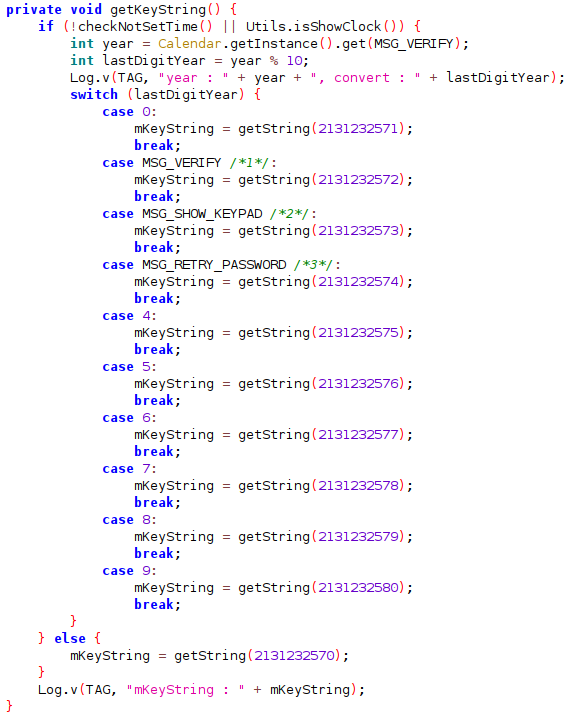 private void getKeyString() {
    if (!checkNotSetTime() || Utils.isShowClock()) {
        int year = Calendar.getInstance().get(MSG_VERIFY);
        int lastDigitYear = year % 10;
        Log.v(TAG, "year : " + year + ", convert : " + lastDigitYear);
        switch (lastDigitYear) {
            case 0:
                mKeyString = getString(2131232571);
                break;
            case MSG_VERIFY /*1*/:
                mKeyString = getString(2131232572);
                break;
            case MSG_SHOW_KEYPAD /*2*/:
                mKeyString = getString(2131232573);
                break;
            case MSG_RETRY_PASSWORD /*3*/:
                mKeyString = getString(2131232574);
                break;
            case 4:
                mKeyString = getString(2131232575);
                break;
            case 5:
                mKeyString = getString(2131232576);
                break;
            case 6:
                mKeyString = getString(2131232577);
                break;
            case 7:
                mKeyString = getString(2131232578);
                break;
            case 8:
                mKeyString = getString(2131232579);
                break;
            case 9:
                mKeyString = getString(2131232580);
                break;
        }
    } else {
        mKeyString = getString(2131232570);
    }
    Log.v(TAG, "mKeyString : " + mKeyString);
}